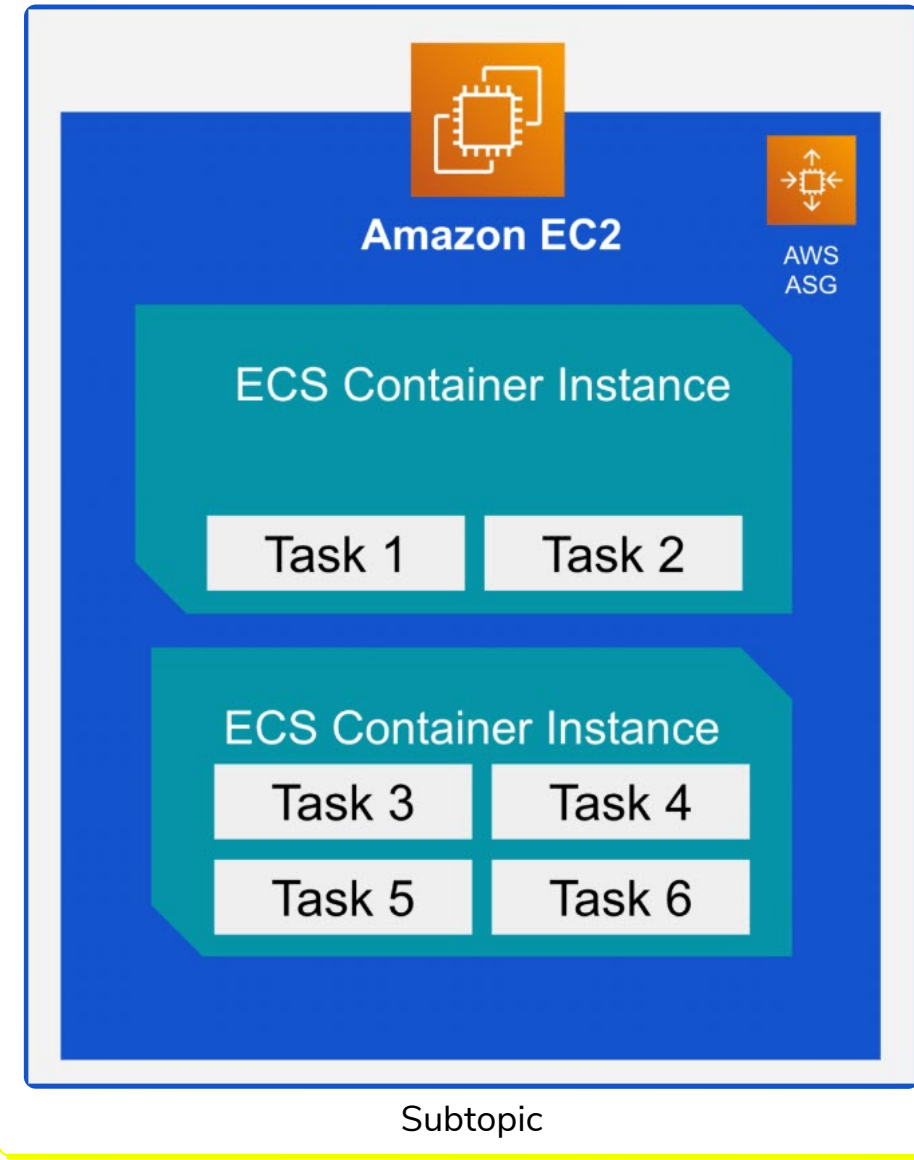 Amazon EC2
AWS
ASG
ECS Container Instance
Task 1 Task 2
ECS Container Instance
Task 3 Task 4
Task 5 Task 6
Subtopic